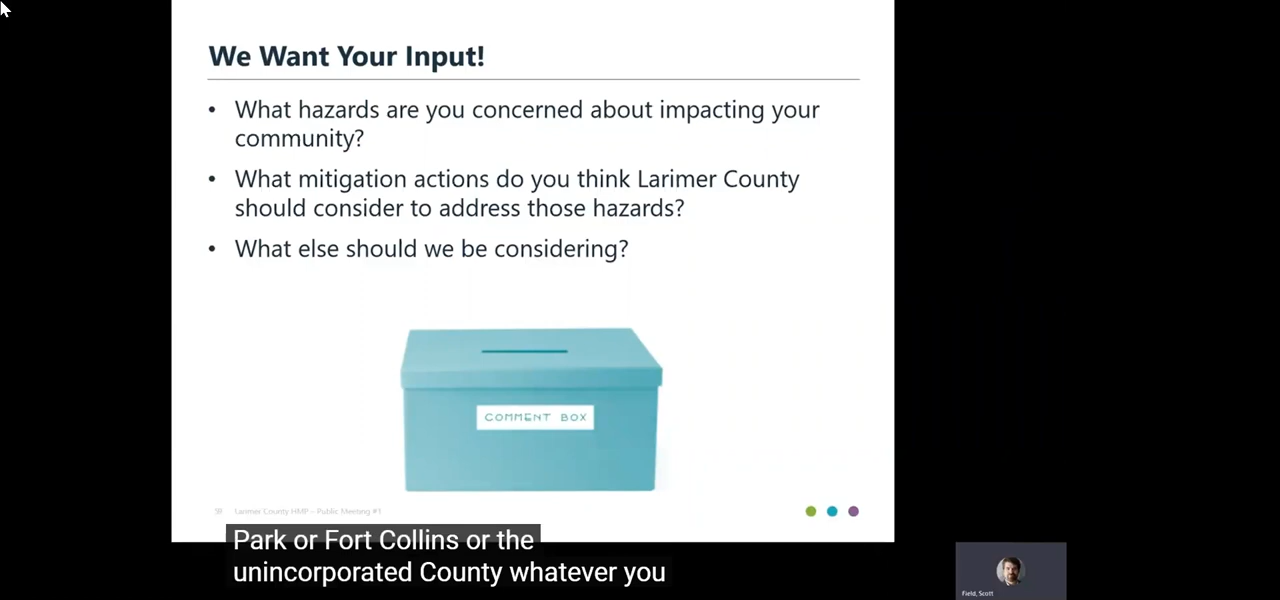 We Want Your Input!
• What hazards are you concerned about impacting your
community?
• What mitigation actions do you think Larimer County
should consider to address those hazards?
• What else should we be considering?
COMMENT BOX
18 Larimer County HMP – Public Meeting #1
Park or Fort Collins or the
unincorporated County whatever you
Field, Scott